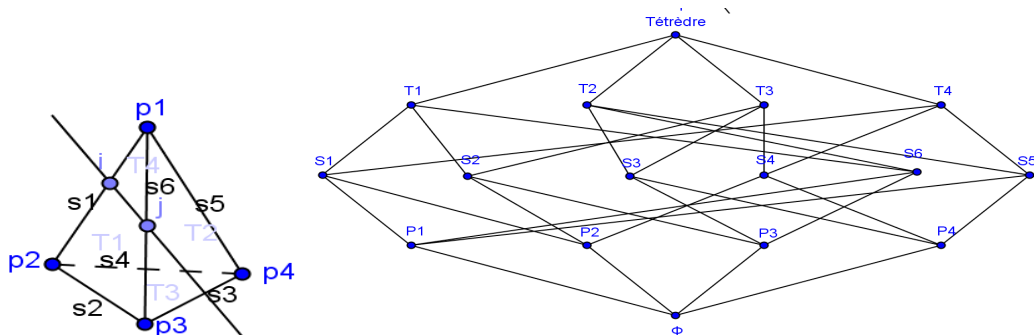 p1
i
T4
s6
s1
s5
j
T1
T2
p2
s4
p4
T3
s2
s3
p3
Tétrèdre
T1 T2 T3 T4
S1 S2 S3 S4 S6 S5
P1 P2 P3 P4
Φ